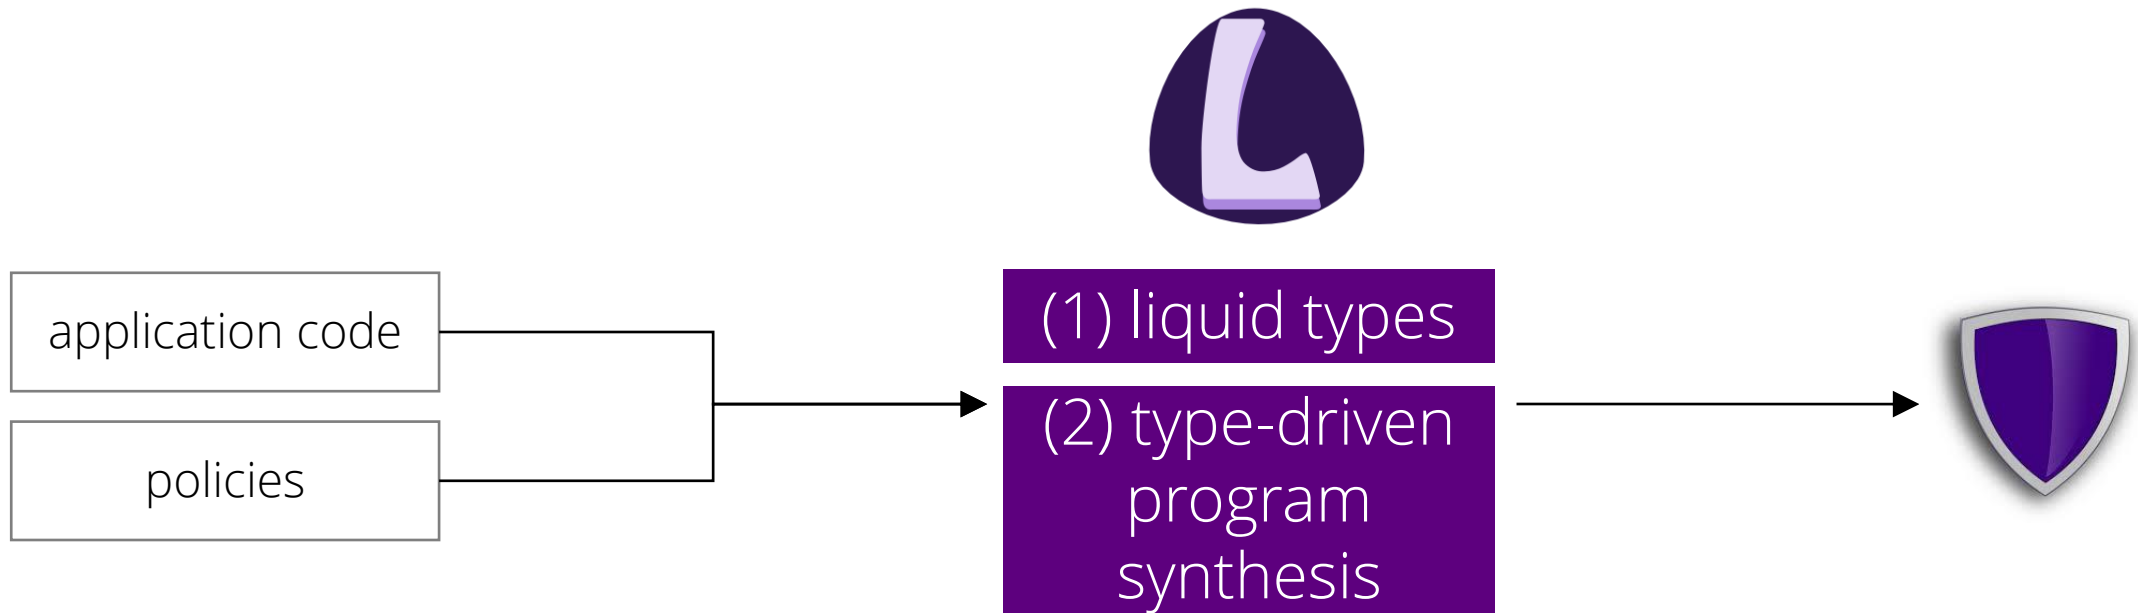 L
application code
policies
(1) liquid types
(2) type-driven
program
synthesis